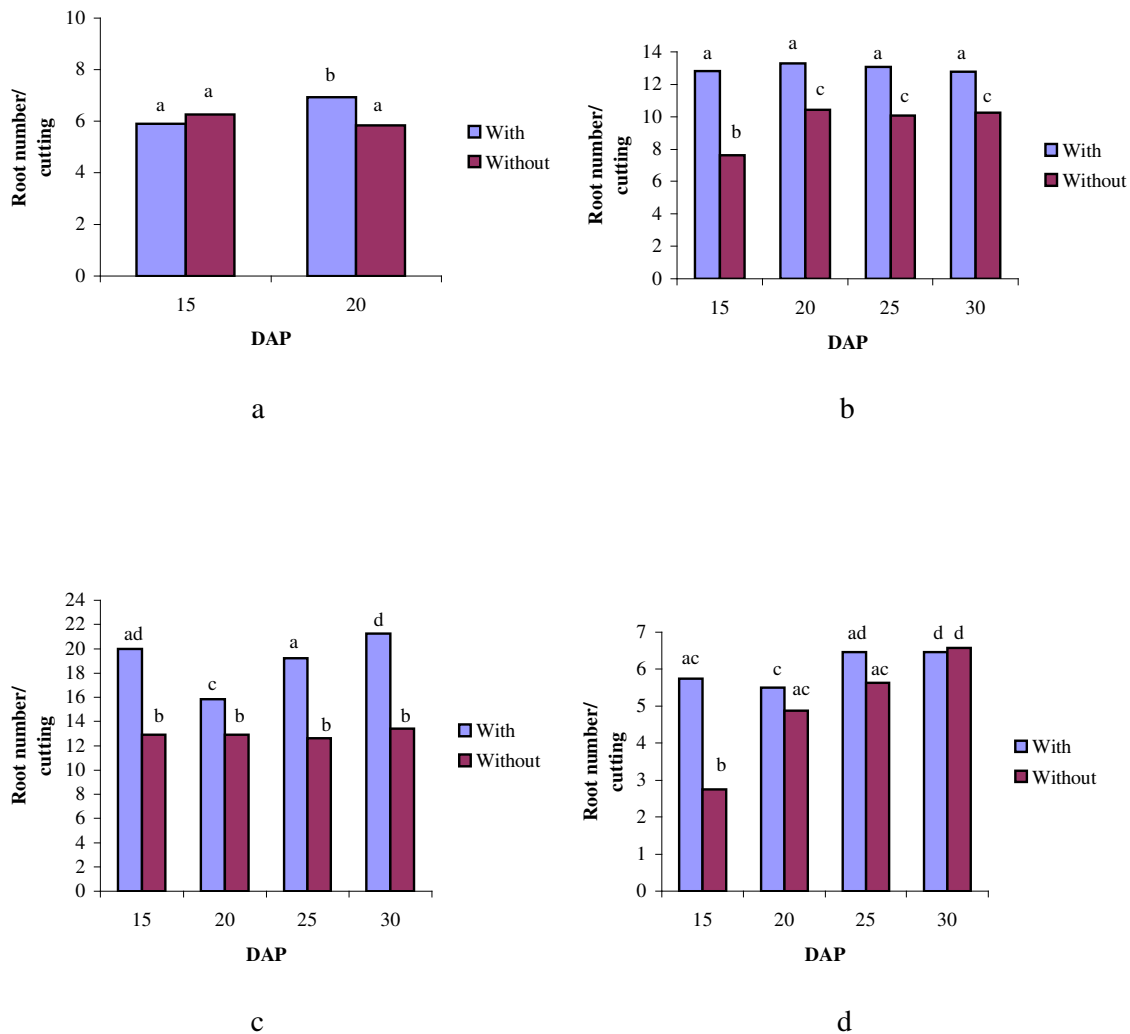 10
8
6
4
2
0
Root number/
cutting
a
a
b
a
15
20
DAP
With
Without
a
14
12
10
8
6
4
2
0
Root number/
cutting
a
b
a
c
a
c
a
c
15
20
25
30
DAP
With
Without
b
24
22
20
18
16
14
12
10
8
6
4
2
0
Root number/
cutting
ad
b
c
b
a
b
d
b
15
20
25
30
DAP
With
Without
c
7
6
5
4
3
2
1
0
Root number/
cutting
ac
b
c
ac
ad
ac
d
d
15
20
25
30
DAP
With
Without
d